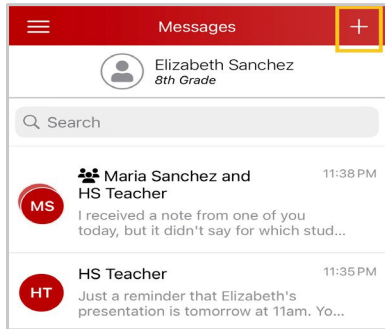 Messages
Elizabeth Sanchez
8th Grade
Search
Maria Sanchez and
HS Teacher
11:38 PM
MS
I received a note from one of you
today, but it didn't say for which stud...
HS Teacher
11:35 PM
HT
Just a reminder that Elizabeth's
presentation is tomorrow at 11am. Yo...